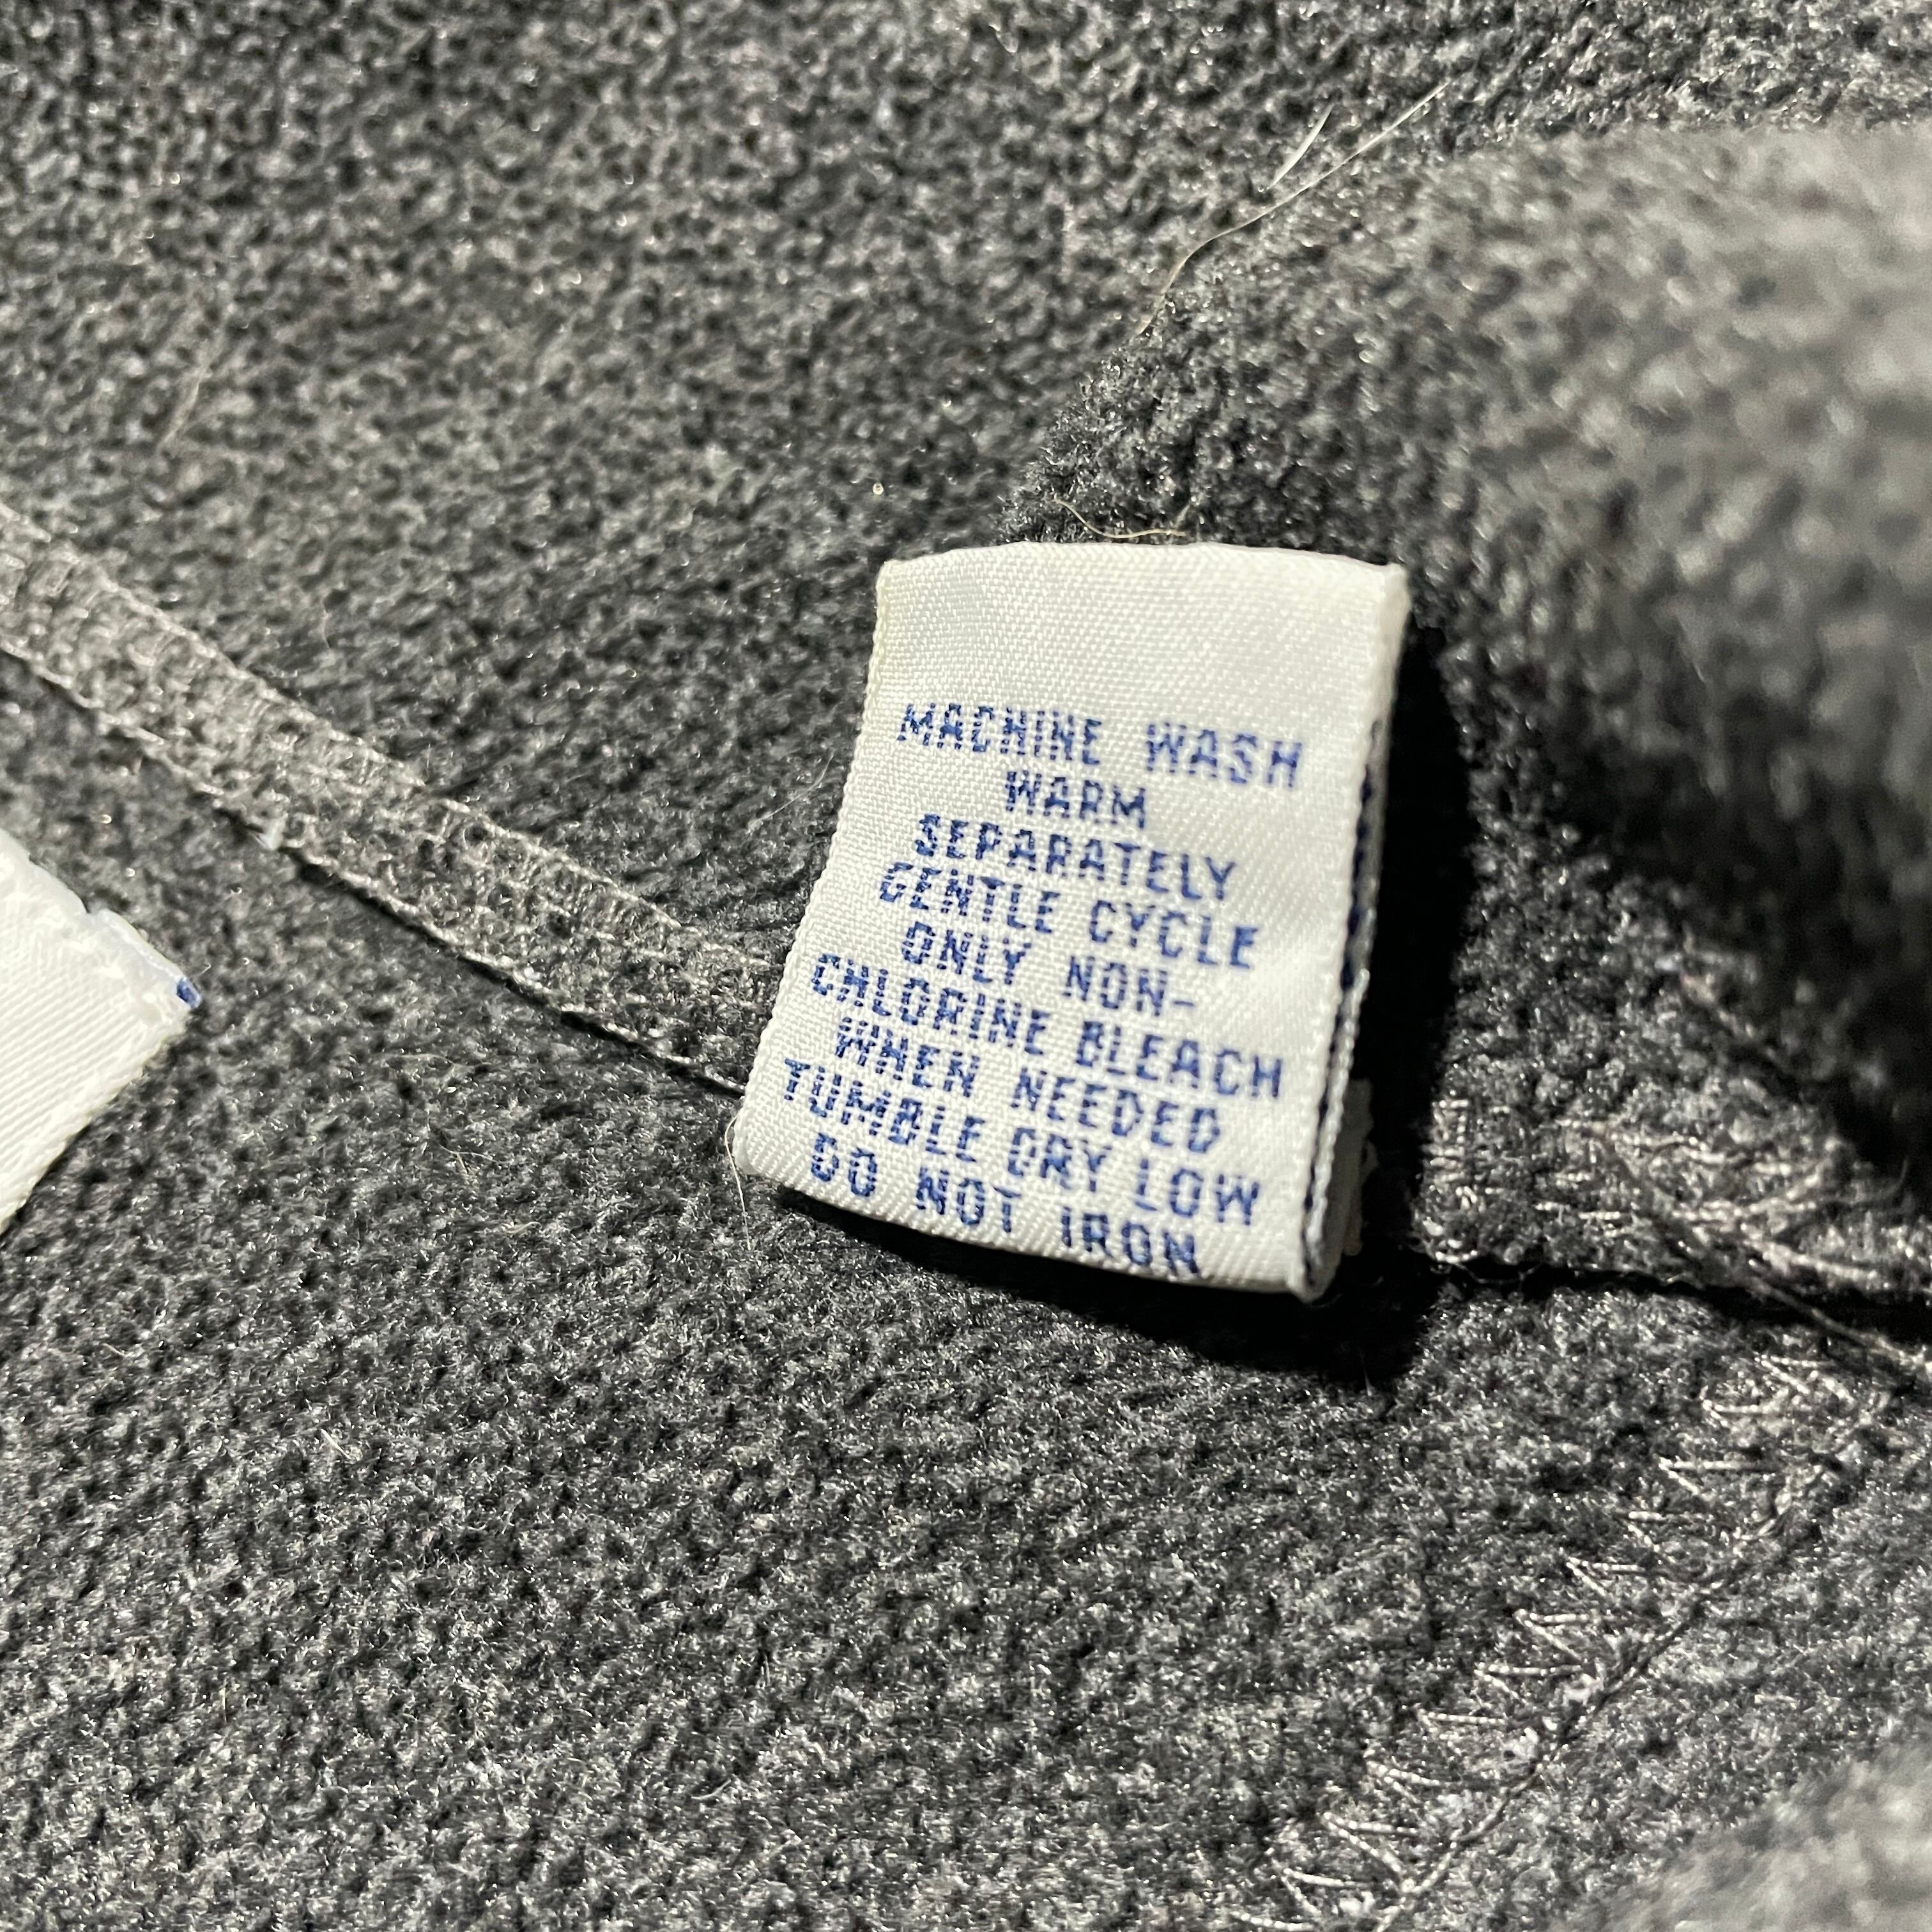 MACHINE WASH
WARM
SEPARATELY
GENTLE CYCLE
ONLY NON-
CHLORINE BLEACH
WHEN NEEDED
TUMBLE DRY LOW
DO NOT IRON